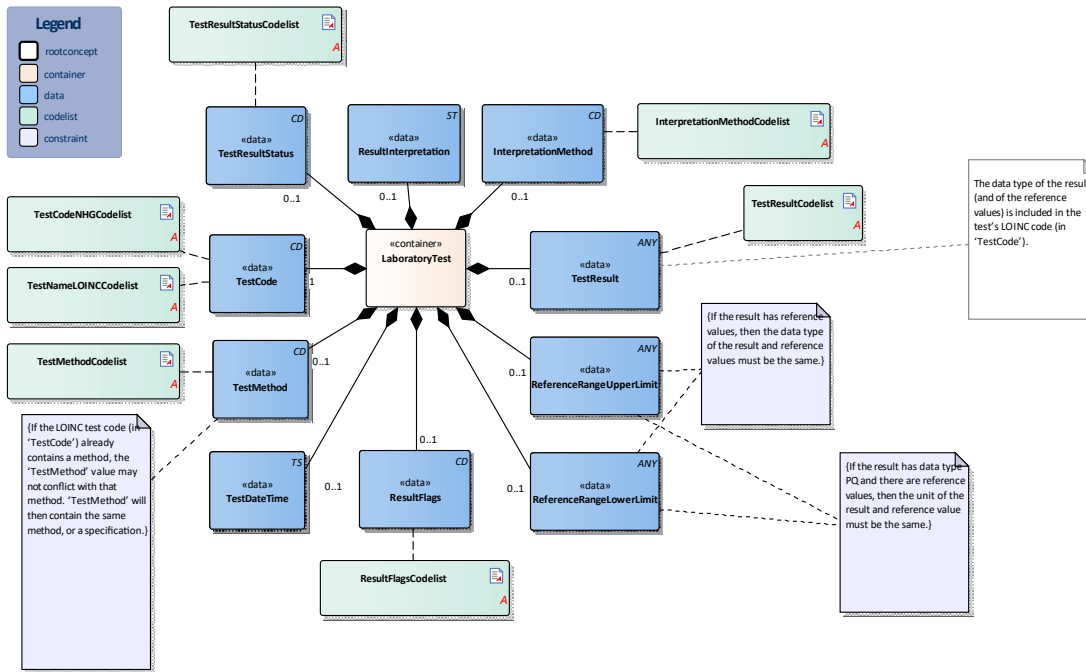 Legend
rootconcept
container
data
codelist
constraint
TestResultStatusCodelist
A
CD
«data»
TestResultStatus
0..1
ST
«data»
ResultInterpretation
0..1
CD
«data»
InterpretationMethod
0..1
InterpretationMethodCodelist
A
TestCodeNHGCodelist
A
TestNameLOINCCodelist
A
CD
«data»
TestCode
1
«container»
LaboratoryTest
ANY
«data»
TestResult
0..1
TestResultCodelist
A
The data type of the resul
(and of the reference
values) is included in the
test's LOINC code (in
‘TestCode’).
TestMethodCodelist
A
CD
«data»
TestMethod
0..1
ANY
«data»
ReferenceRangeUpperLimit
0..1
{If the result has reference
values, then the data type
of the result and reference
values must be the same.}
{If the LOINC test code (in
‘TestCode’) already
contains a method, the
‘TestMethod’ value may
not conflict with that
method. ‘TestMethod’ will
then contain the same
method, or a specification.}
TS
«data»
TestDateTime
0..1
CD
«data»
ResultFlags
0..1
ANY
«data»
ReferenceRangeLowerLimit
0..1
{If the result has data type
PQ and there are reference
values, then the unit of the
result and reference value
must be the same.}
ResultFlagsCodelist
A